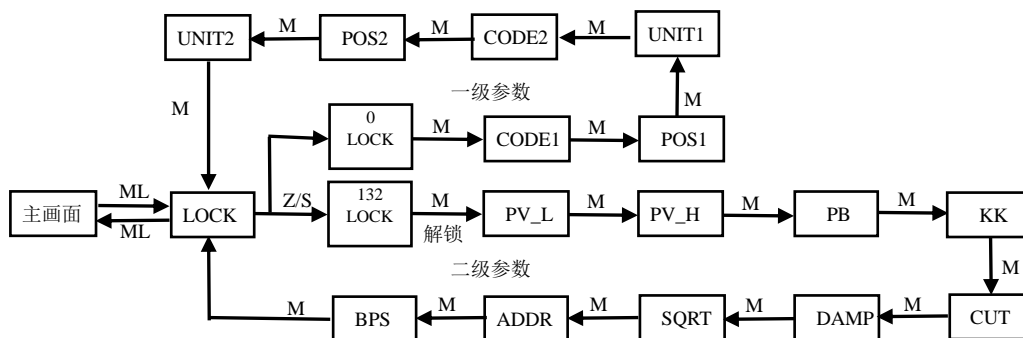 UNIT2
M
POS2
M
CODE2
M
UNIT1
M
一级参数
M
0
LOCK
M
CODE1
M
POS1
主画面
ML
ML
LOCK
Z/S
132
LOCK
M
解锁
PV_L
M
PV_H
M
PB
M
KK
M
二级参数
M
BPS
M
ADDR
M
SQRT
M
DAMP
M
CUT